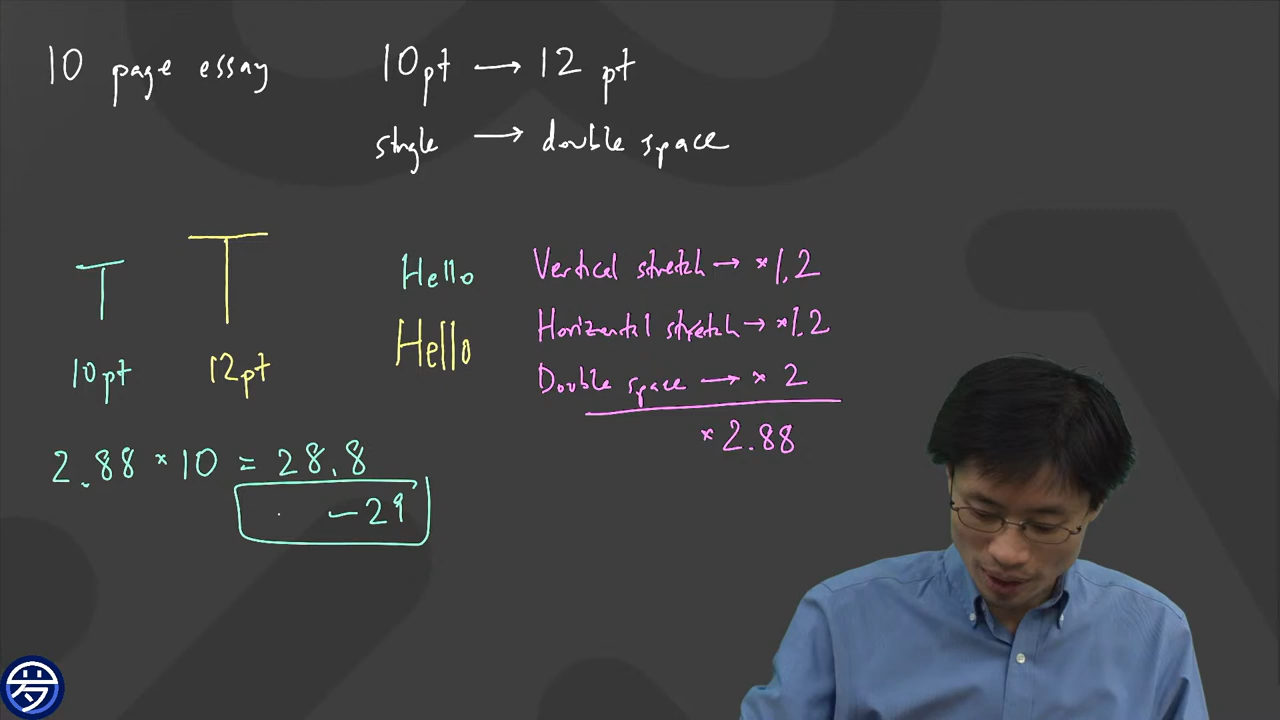 10 page essay
10pt → 12 pt
single → double space
T
T
10pt
12pt
Hello
Hello
Vertical stretch → × 1.2
Horizontal stretch → × 1.2
Double space → × 2
× 2.88
2.88 × 10 = 28.8
~29